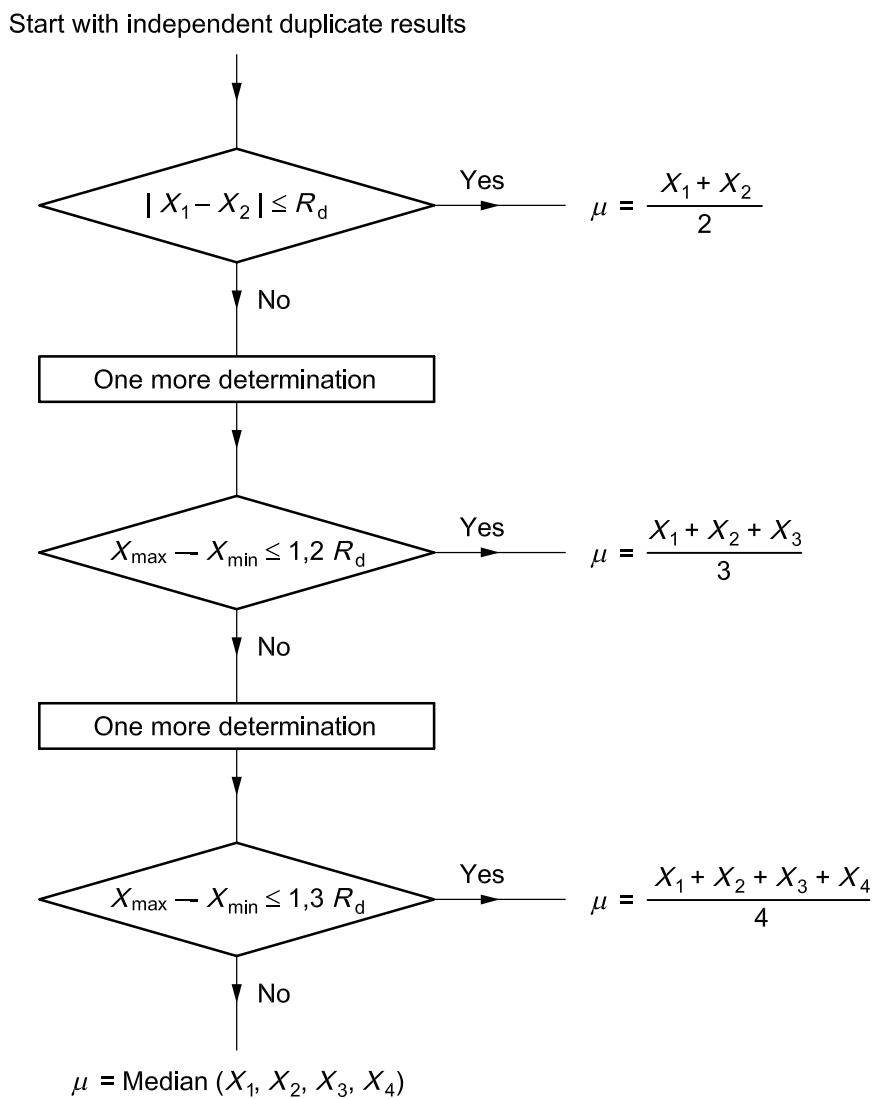 Start with independent duplicate results
| X1 – X2 | ≤ Rd
Yes
μ = X1 + X2 / 2
No
One more determination
Xmax — Xmin ≤ 1,2 Rd
Yes
μ = X1 + X2 + X3 / 3
No
One more determination
Xmax — Xmin ≤ 1,3 Rd
Yes
μ = X1 + X2 + X3 + X4 / 4
No
μ = Median (X1, X2, X3, X4)